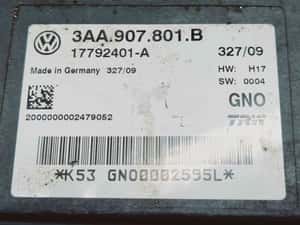 3AA.907.801.B
17792401-A 327/09
Made in Germany 327/09 HW: H17
SW: 0004
GNO
2000000002479052
TRW
*K53 GNO00002595L*